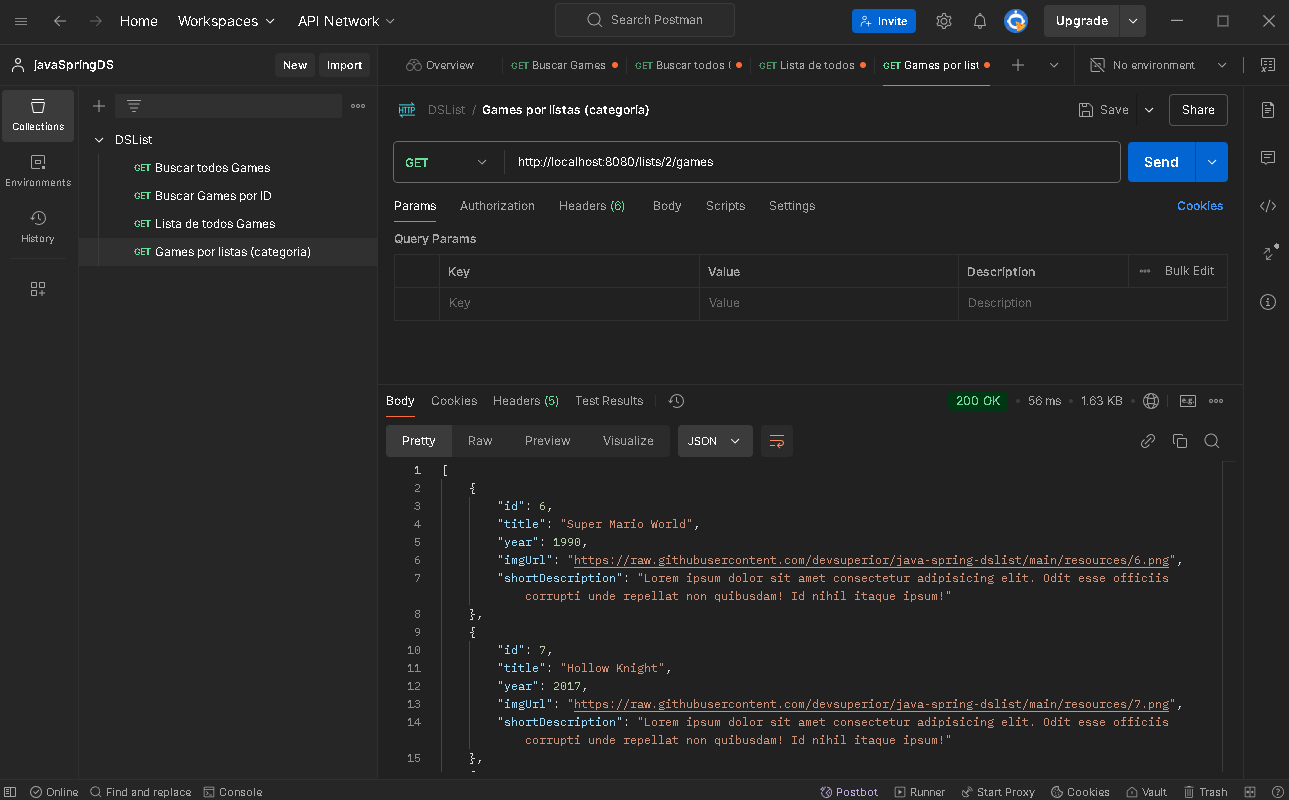 Home Workspaces API Network Search Postman Invite Upgrade
javaSpringDS New Import Overview GET Buscar Games GET Buscar todos GET Lista de todos GET Games por list No environment
Collections
Environments
History
DSList
GET Buscar todos Games
GET Buscar Games por ID
GET Lista de todos Games
GET Games por listas (categoria)
HTTP DSList / Games por listas (categoria) Save Share
GET http://localhost:8080/lists/2/games Send
Params Authorization Headers (6) Body Scripts Settings Cookies
Query Params
Key Value Description Bulk Edit
Key Value Description
Body Cookies Headers (5) Test Results 200 OK 56 ms 1.63 KB e.g.
Pretty Raw Preview Visualize JSON
1 [
2 {
3 "id": 6,
4 "title": "Super Mario World",
5 "year": 1990,
6 "imgUrl": "https://raw.githubusercontent.com/devsuperior/java-spring-dslist/main/resources/6.png",
7 "shortDescription": "Lorem ipsum dolor sit amet consectetur adipisicing elit. Odit esse officiis
corrupti unde repellat non quibusdam! Id nihil itaque ipsum!"
8 },
9 {
10 "id": 7,
11 "title": "Hollow Knight",
12 "year": 2017,
13 "imgUrl": "https://raw.githubusercontent.com/devsuperior/java-spring-dslist/main/resources/7.png",
14 "shortDescription": "Lorem ipsum dolor sit amet consectetur adipisicing elit. Odit esse officiis
corrupti unde repellat non quibusdam! Id nihil itaque ipsum!"
15 },
Online Find and replace Console Postbot Runner Start Proxy Cookies Vault Trash